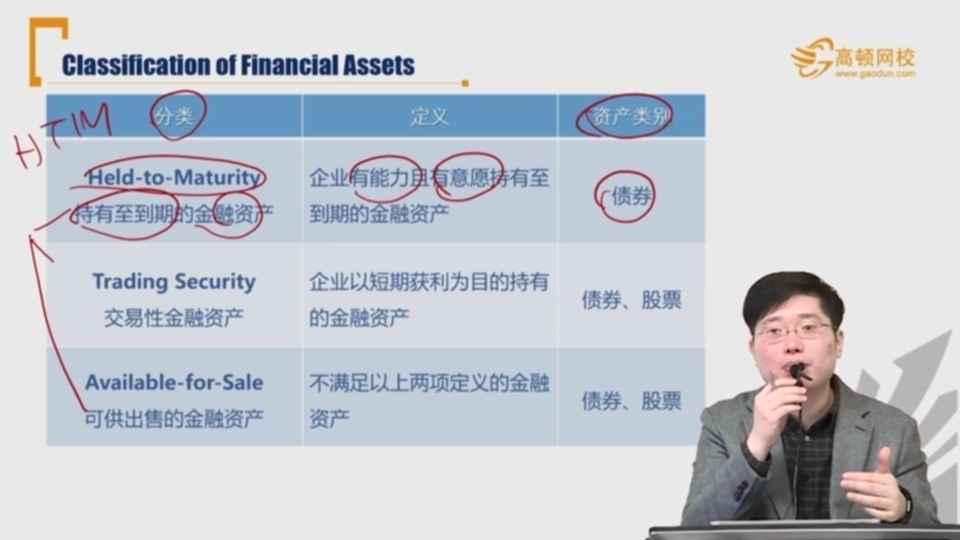 Classification of Financial Assets
高顿网校
www.gaodun.com
HTM
分类
定义
资产类别
Held-to-Maturity
持有至到期的金融资产
企业有能力且有意愿持有至
到期的金融资产
债券
Trading Security
交易性金融资产
企业以短期获利为目的持有
的金融资产
债券、股票
Available-for-Sale
可供出售的金融资产
不满足以上两项定义的金融
资产
债券、股票